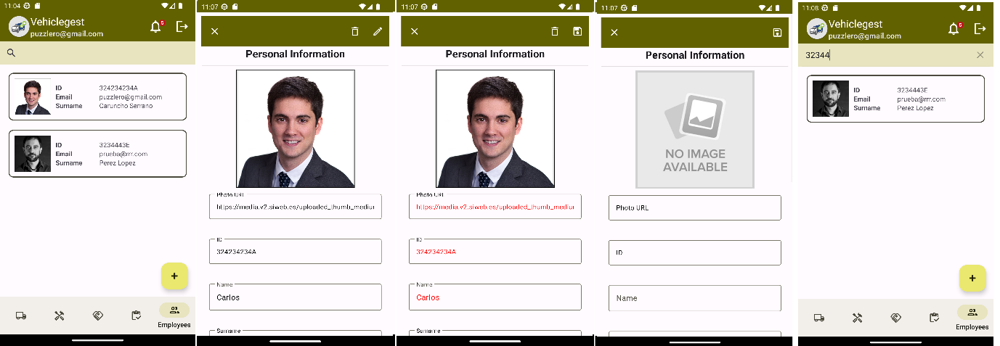 11:04
Vehiclegest
puzzlero@gmail.com
5
ID 324234234A
Email puzzlero@gmail.com
Surname Caruncho Serrano
ID 3234443E
Email prueba@rrr.com
Surname Perez Lopez
+
Employees
11:07
Personal Information
Photo URL
https://media.v2.siweb.es/uploaded_thumb_medium
ID
324234234A
Name
Carlos
Surname
11:07
Personal Information
Photo URL
https://media.v2.siweb.es/uploaded_thumb_medium
ID
324234234A
Name
Carlos
Surname
11:07
Personal Information
NO IMAGE
AVAILABLE
Photo URL
ID
Name
11:08
Vehiclegest
puzzlero@gmail.com
5
32344
ID 3234443E
Email prueba@rrr.com
Surname Perez Lopez
+
Employees